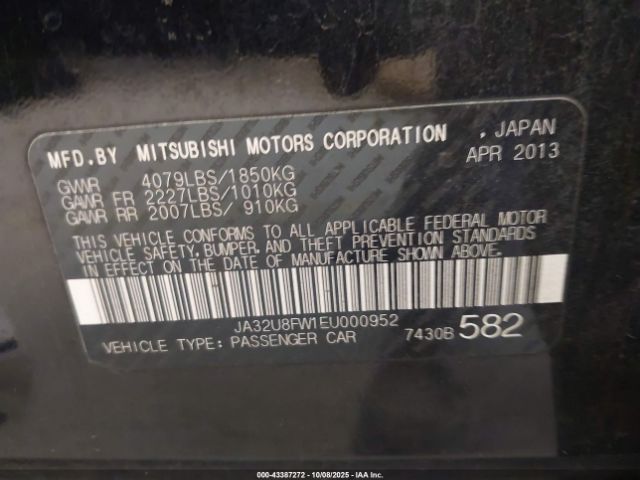 MFD.BY MITSUBISHI MOTORS CORPORATION , JAPAN
APR 2013
GVWR 4079LBS/1850KG
GAWR FR 2227LBS/1010KG
GAWR RR 2007LBS/ 910KG
THIS VEHICLE CONFORMS TO ALL APPLICABLE FEDERAL MOTOR
VEHICLE SAFETY, BUMPER, AND THEFT PREVENTION STANDARDS
IN EFFECT ON THE DATE OF MANUFACTURE SHOWN ABOVE.
JA32U8FW1EU000952
VEHICLE TYPE: PASSENGER CAR 7430B 582
000-43387272 - 10/08/2025 - © IAA Inc.